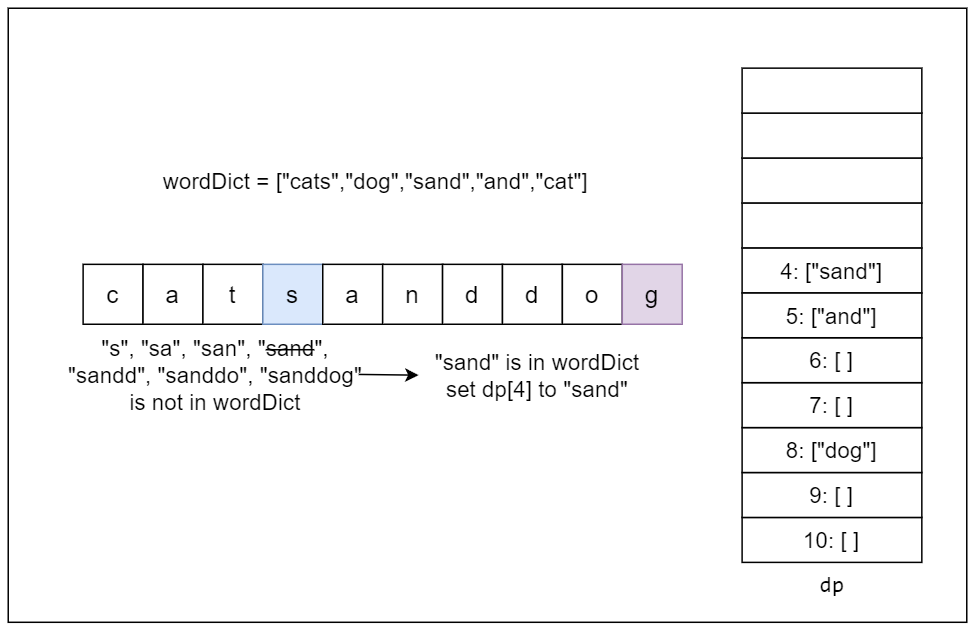 wordDict = ["cats","dog","sand","and","cat"]
c a t s a n d d o g
"s", "sa", "san", "sand",
"sandd", "sanddo", "sanddog"
is not in wordDict
"sand" is in wordDict
set dp[4] to "sand"
4: ["sand"]
5: ["and"]
6: [ ]
7: [ ]
8: ["dog"]
9: [ ]
10: [ ]
dp